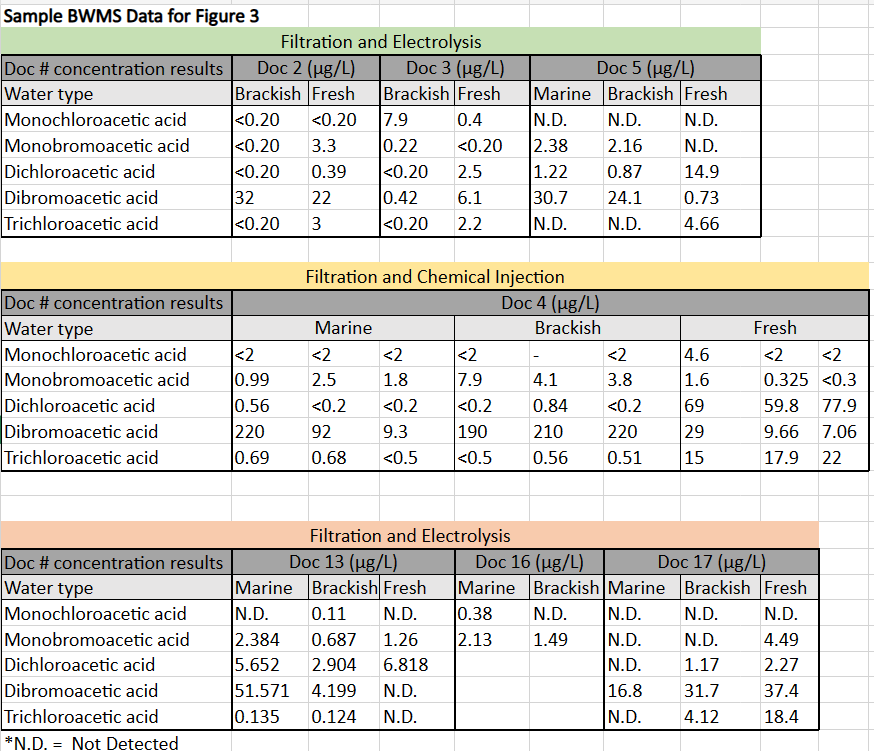 Sample BWMS Data for Figure 3
Filtration and Electrolysis
Doc # concentration results Doc 2 (µg/L) Doc 3 (µg/L) Doc 5 (µg/L)
Water type Brackish Fresh Brackish Fresh Marine Brackish Fresh
Monochloroacetic acid <0.20 <0.20 7.9 0.4 N.D. N.D. N.D.
Monobromoacetic acid <0.20 3.3 0.22 <0.20 2.38 2.16 N.D.
Dichloroacetic acid <0.20 0.39 <0.20 2.5 1.22 0.87 14.9
Dibromoacetic acid 32 22 0.42 6.1 30.7 24.1 0.73
Trichloroacetic acid <0.20 3 <0.20 2.2 N.D. N.D. 4.66
Filtration and Chemical Injection
Doc # concentration results Doc 4 (µg/L)
Water type Marine Brackish Fresh
Monochloroacetic acid <2 <2 <2 <2 - <2 4.6 <2 <2
Monobromoacetic acid 0.99 2.5 1.8 7.9 4.1 3.8 1.6 0.325 <0.3
Dichloroacetic acid 0.56 <0.2 <0.2 <0.2 0.84 <0.2 69 59.8 77.9
Dibromoacetic acid 220 92 9.3 190 210 220 29 9.66 7.06
Trichloroacetic acid 0.69 0.68 <0.5 <0.5 0.56 0.51 15 17.9 22
Filtration and Electrolysis
Doc # concentration results Doc 13 (µg/L) Doc 16 (µg/L) Doc 17 (µg/L)
Water type Marine Brackish Fresh Marine Brackish Marine Brackish Fresh
Monochloroacetic acid N.D. 0.11 N.D. 0.38 N.D. N.D. N.D. N.D.
Monobromoacetic acid 2.384 0.687 1.26 2.13 1.49 N.D. N.D. 4.49
Dichloroacetic acid 5.652 2.904 6.818 N.D. 1.17 2.27
Dibromoacetic acid 51.571 4.199 N.D. 16.8 31.7 37.4
Trichloroacetic acid 0.135 0.124 N.D. N.D. 4.12 18.4
*N.D. = Not Detected